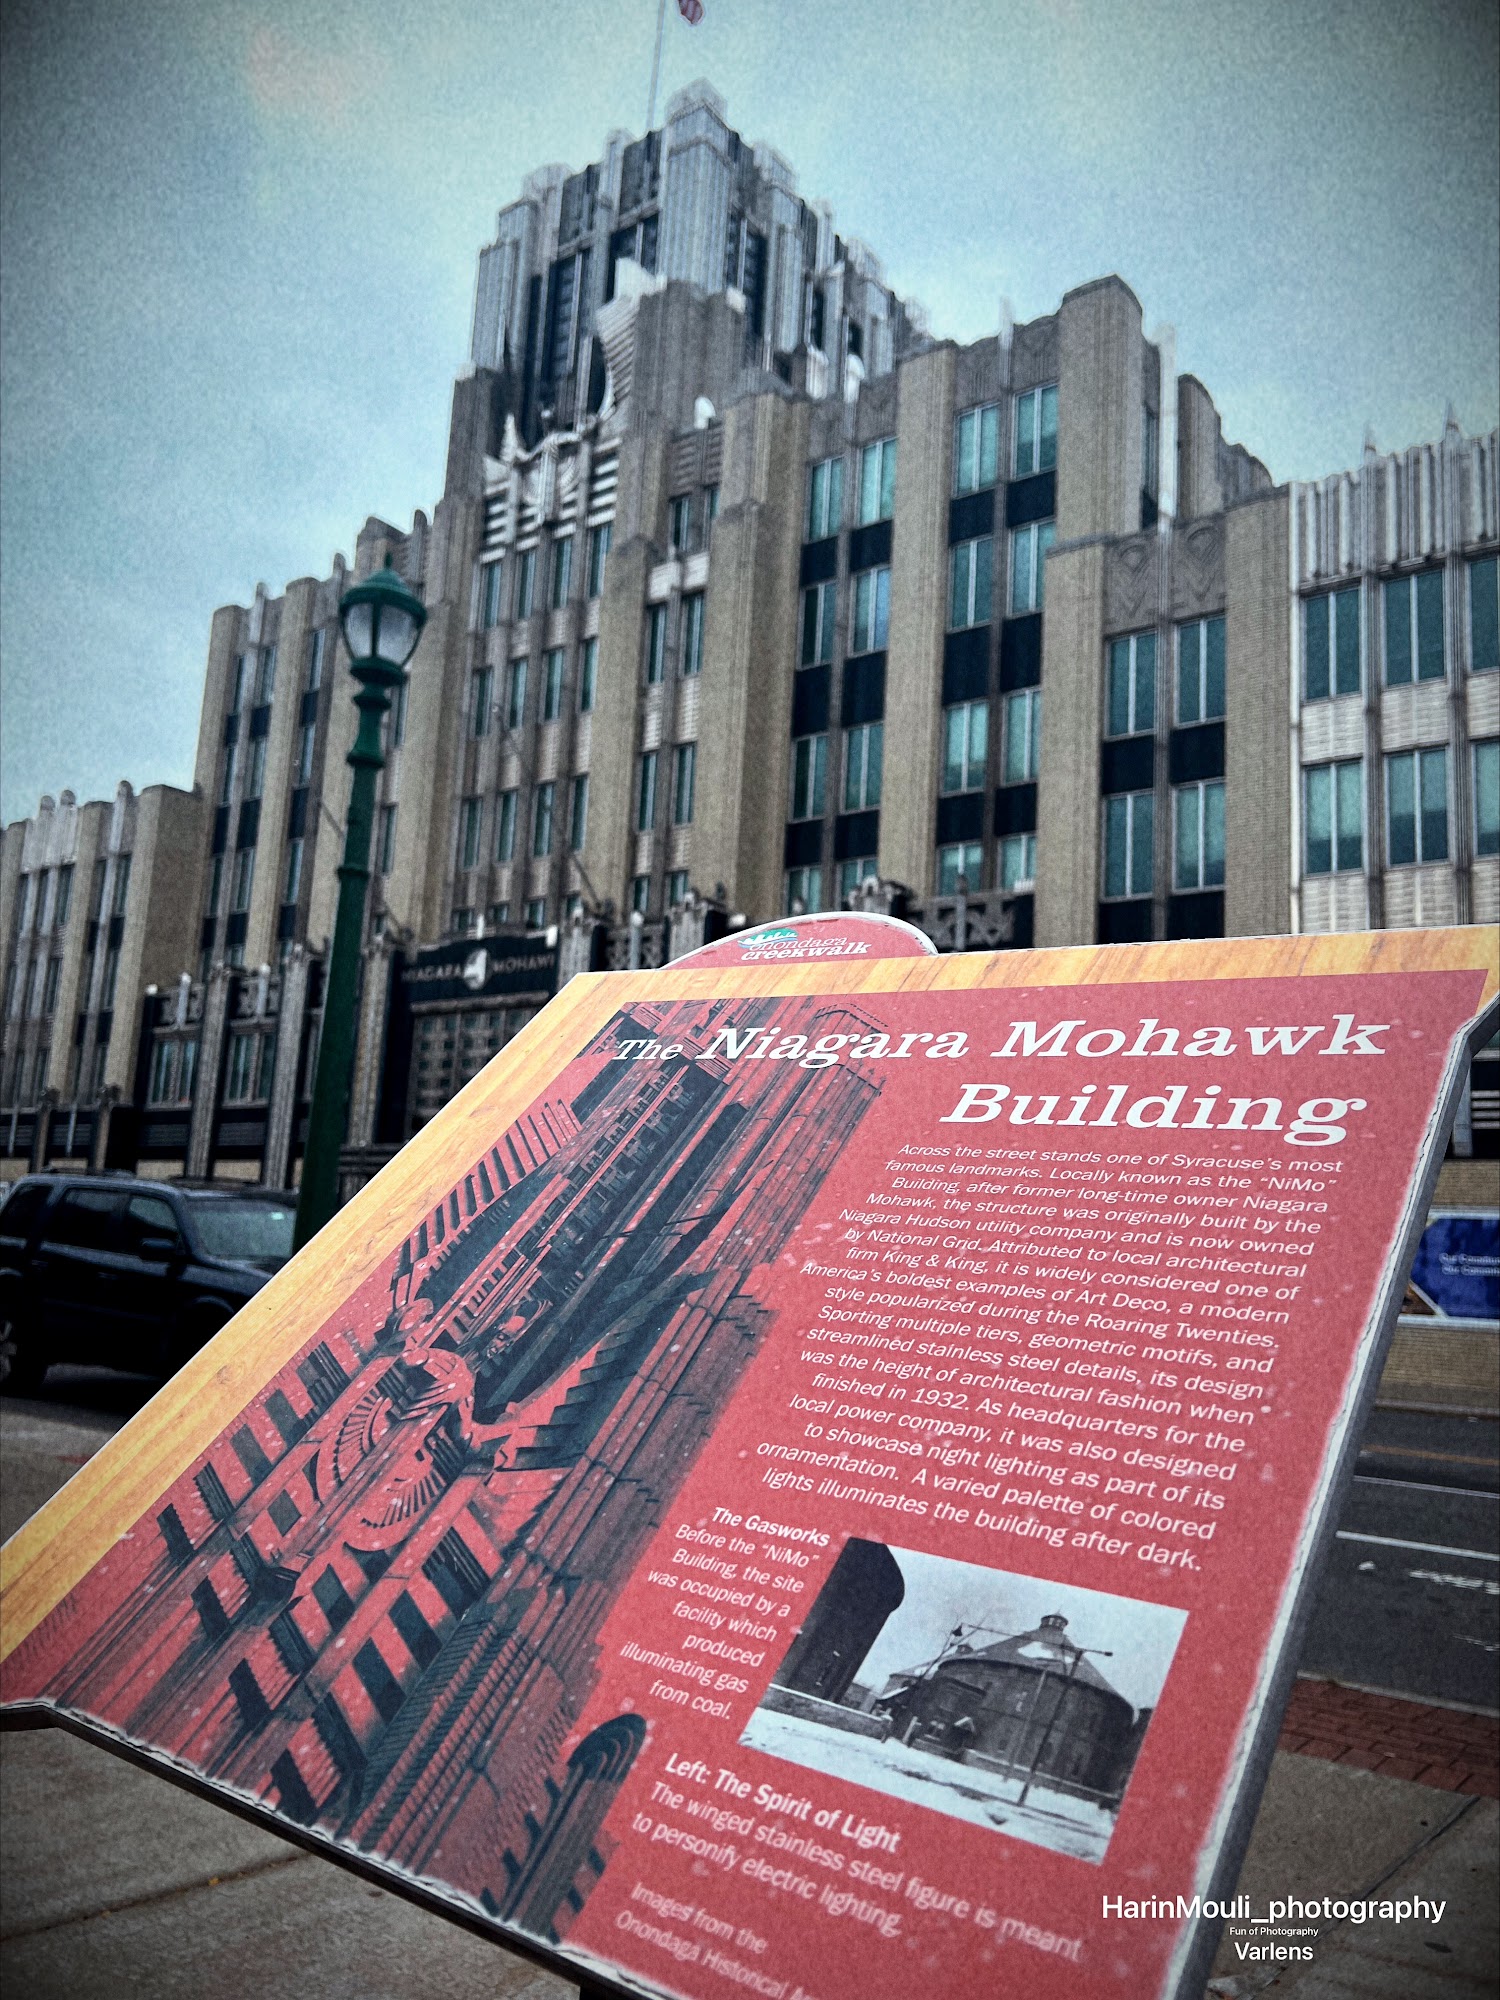 NIAGARA MOHAWK
onondaga
creekwalk
The Niagara Mohawk
Building
Across the street stands one of Syracuse's most
famous landmarks. Locally known as the "NiMo"
Building, after former long-time owner Niagara
Mohawk, the structure was originally built by the
Niagara Hudson utility company and is now owned
by National Grid. Attributed to local architectural
firm King & King, it is widely considered one of
America's boldest examples of Art Deco, a modern
style popularized during the Roaring Twenties.
Sporting multiple tiers, geometric motifs, and
streamlined stainless steel details, its design
was the height of architectural fashion when
finished in 1932. As headquarters for the
local power company, it was also designed
to showcase night lighting as part of its
ornamentation. A varied palette of colored
lights illuminates the building after dark.
The Gasworks
Before the "NiMo"
Building, the site
was occupied by a
facility which
produced
illuminating gas
from coal.
Left: The Spirit of Light
The winged stainless steel figure is meant
to personify electric lighting.
Images from the
Onondaga Historical
HarinMouli_photography
Fun of Photography
Varlens